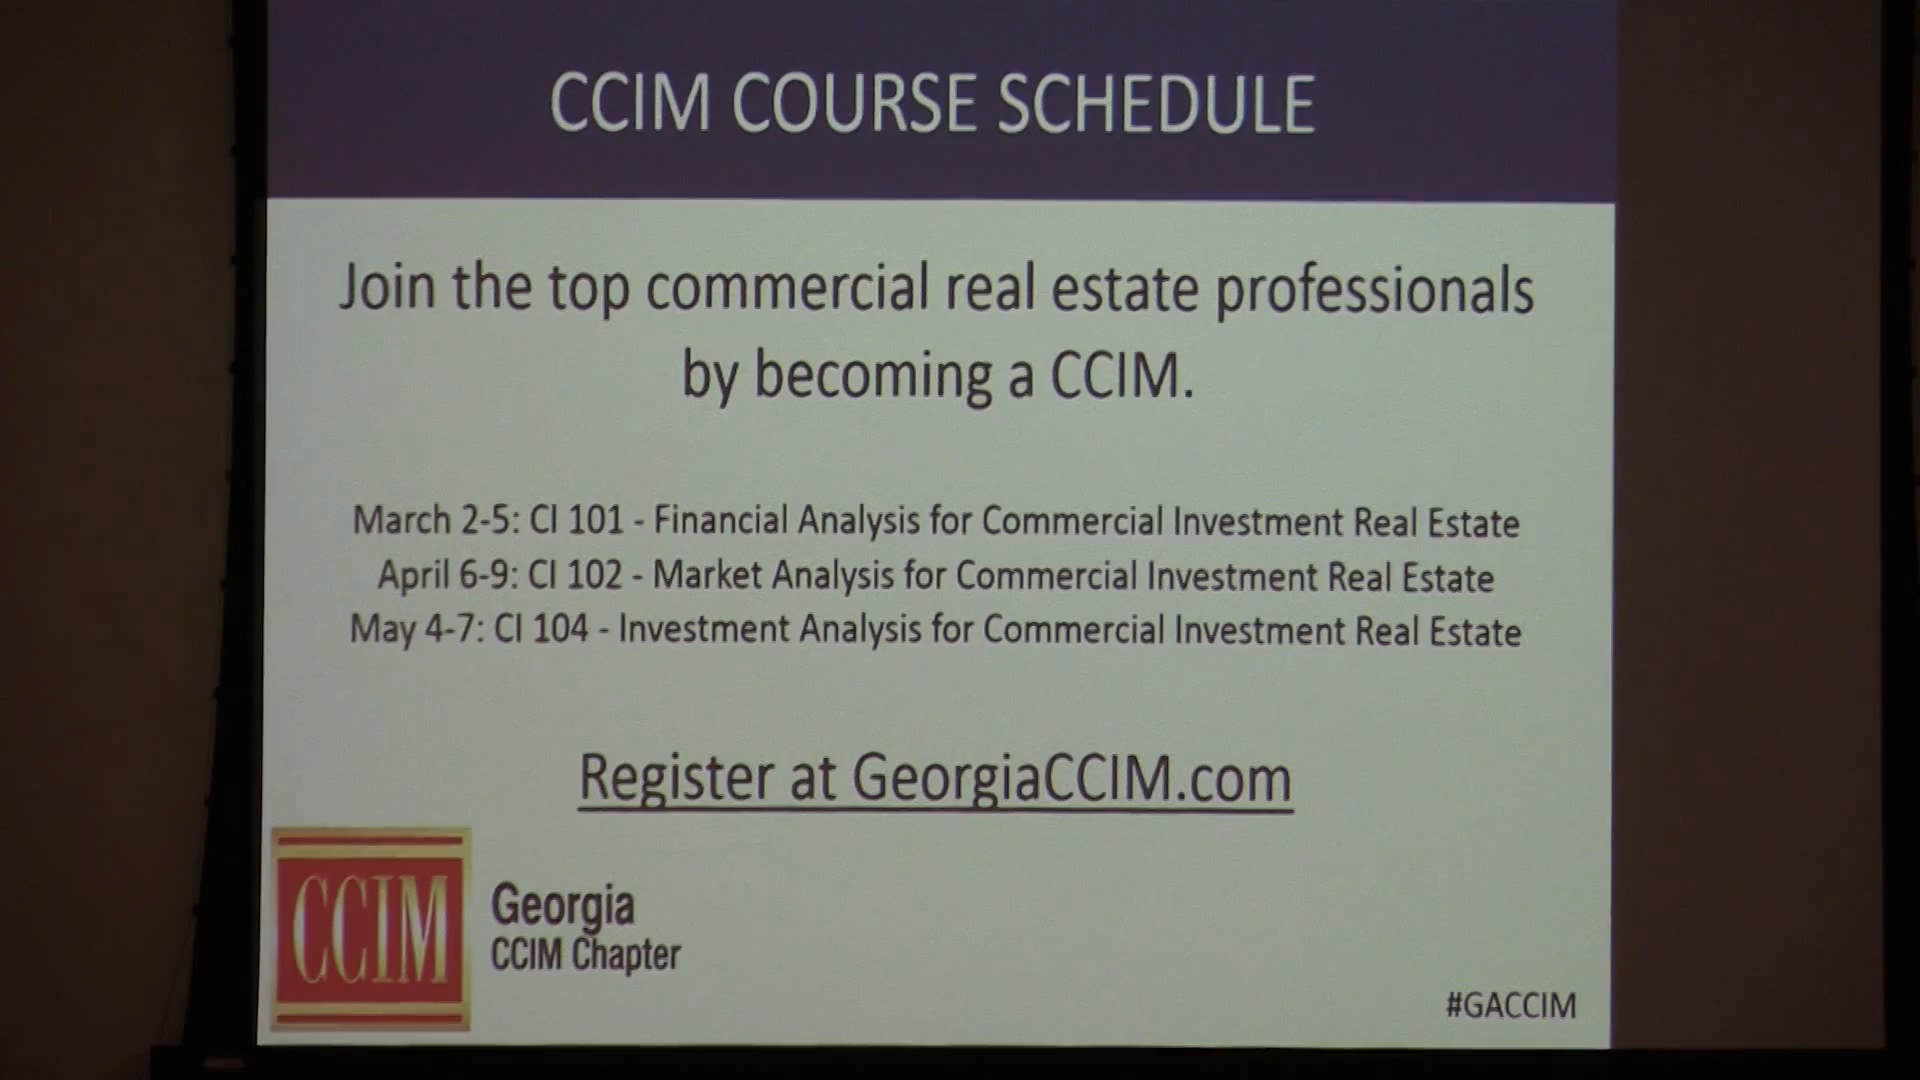 CCIM COURSE SCHEDULE
Join the top commercial real estate professionals
by becoming a CCIM.
March 2-5: CI 101 - Financial Analysis for Commercial Investment Real Estate
April 6-9: CI 102 - Market Analysis for Commercial Investment Real Estate
May 4-7: CI 104 - Investment Analysis for Commercial Investment Real Estate
Register at GeorgiaCCIM.com
CCIM
Georgia
CCIM Chapter
#GACCIM